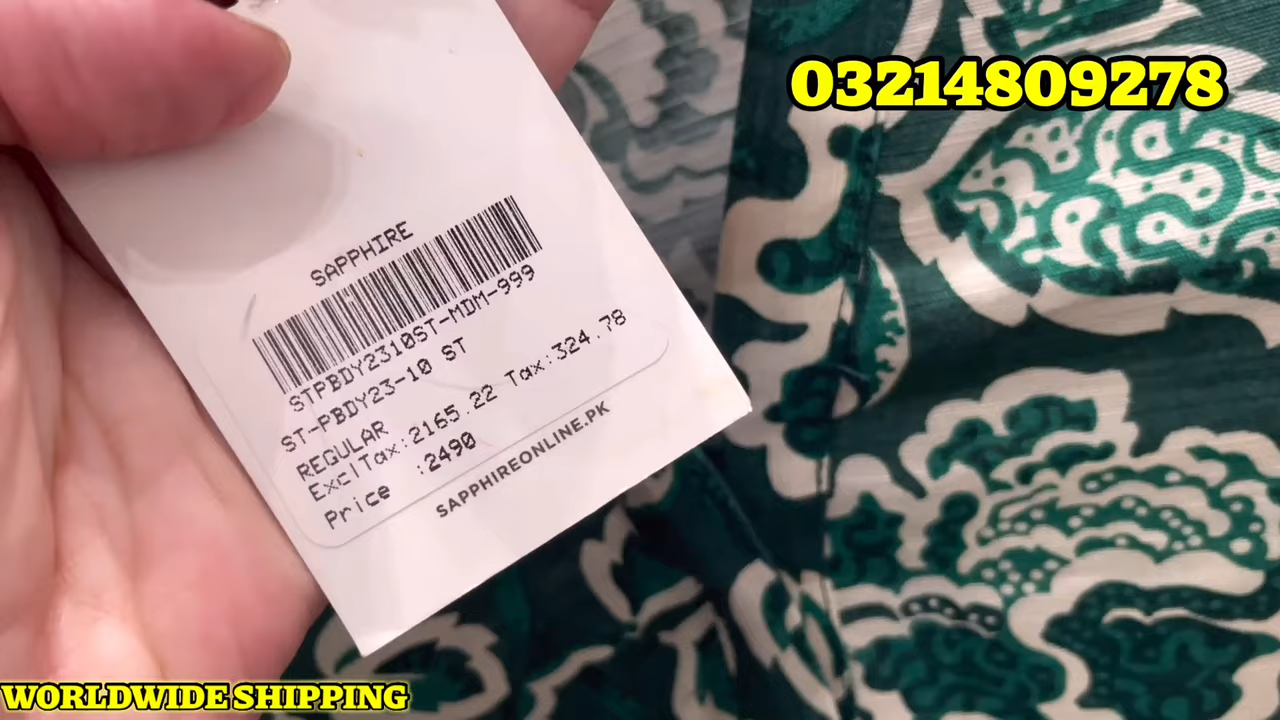 03214809278
SAPPHIRE
STPBDY2310ST-MDM-999
ST-PBDY23-10 ST
REGULAR
ExclTax:2165.22 Tax:324.78
Price :2490
SAPPHIREONLINE.PK
WORLDWIDE SHIPPING